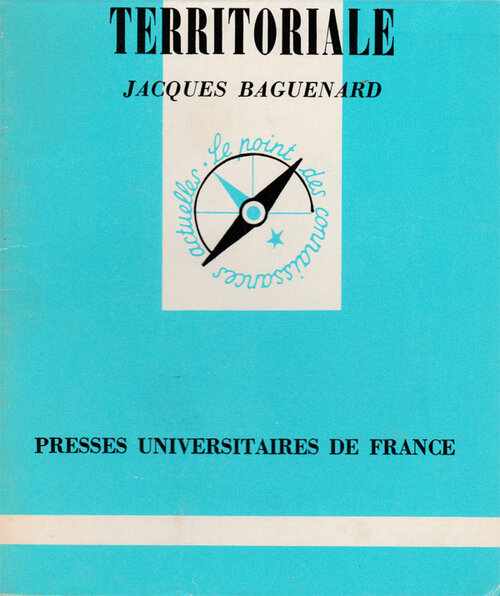 TERRITORIALE
JACQUES BAGUENARD
Le point des connaissances actuelles.
PRESSES UNIVERSITAIRES DE FRANCE